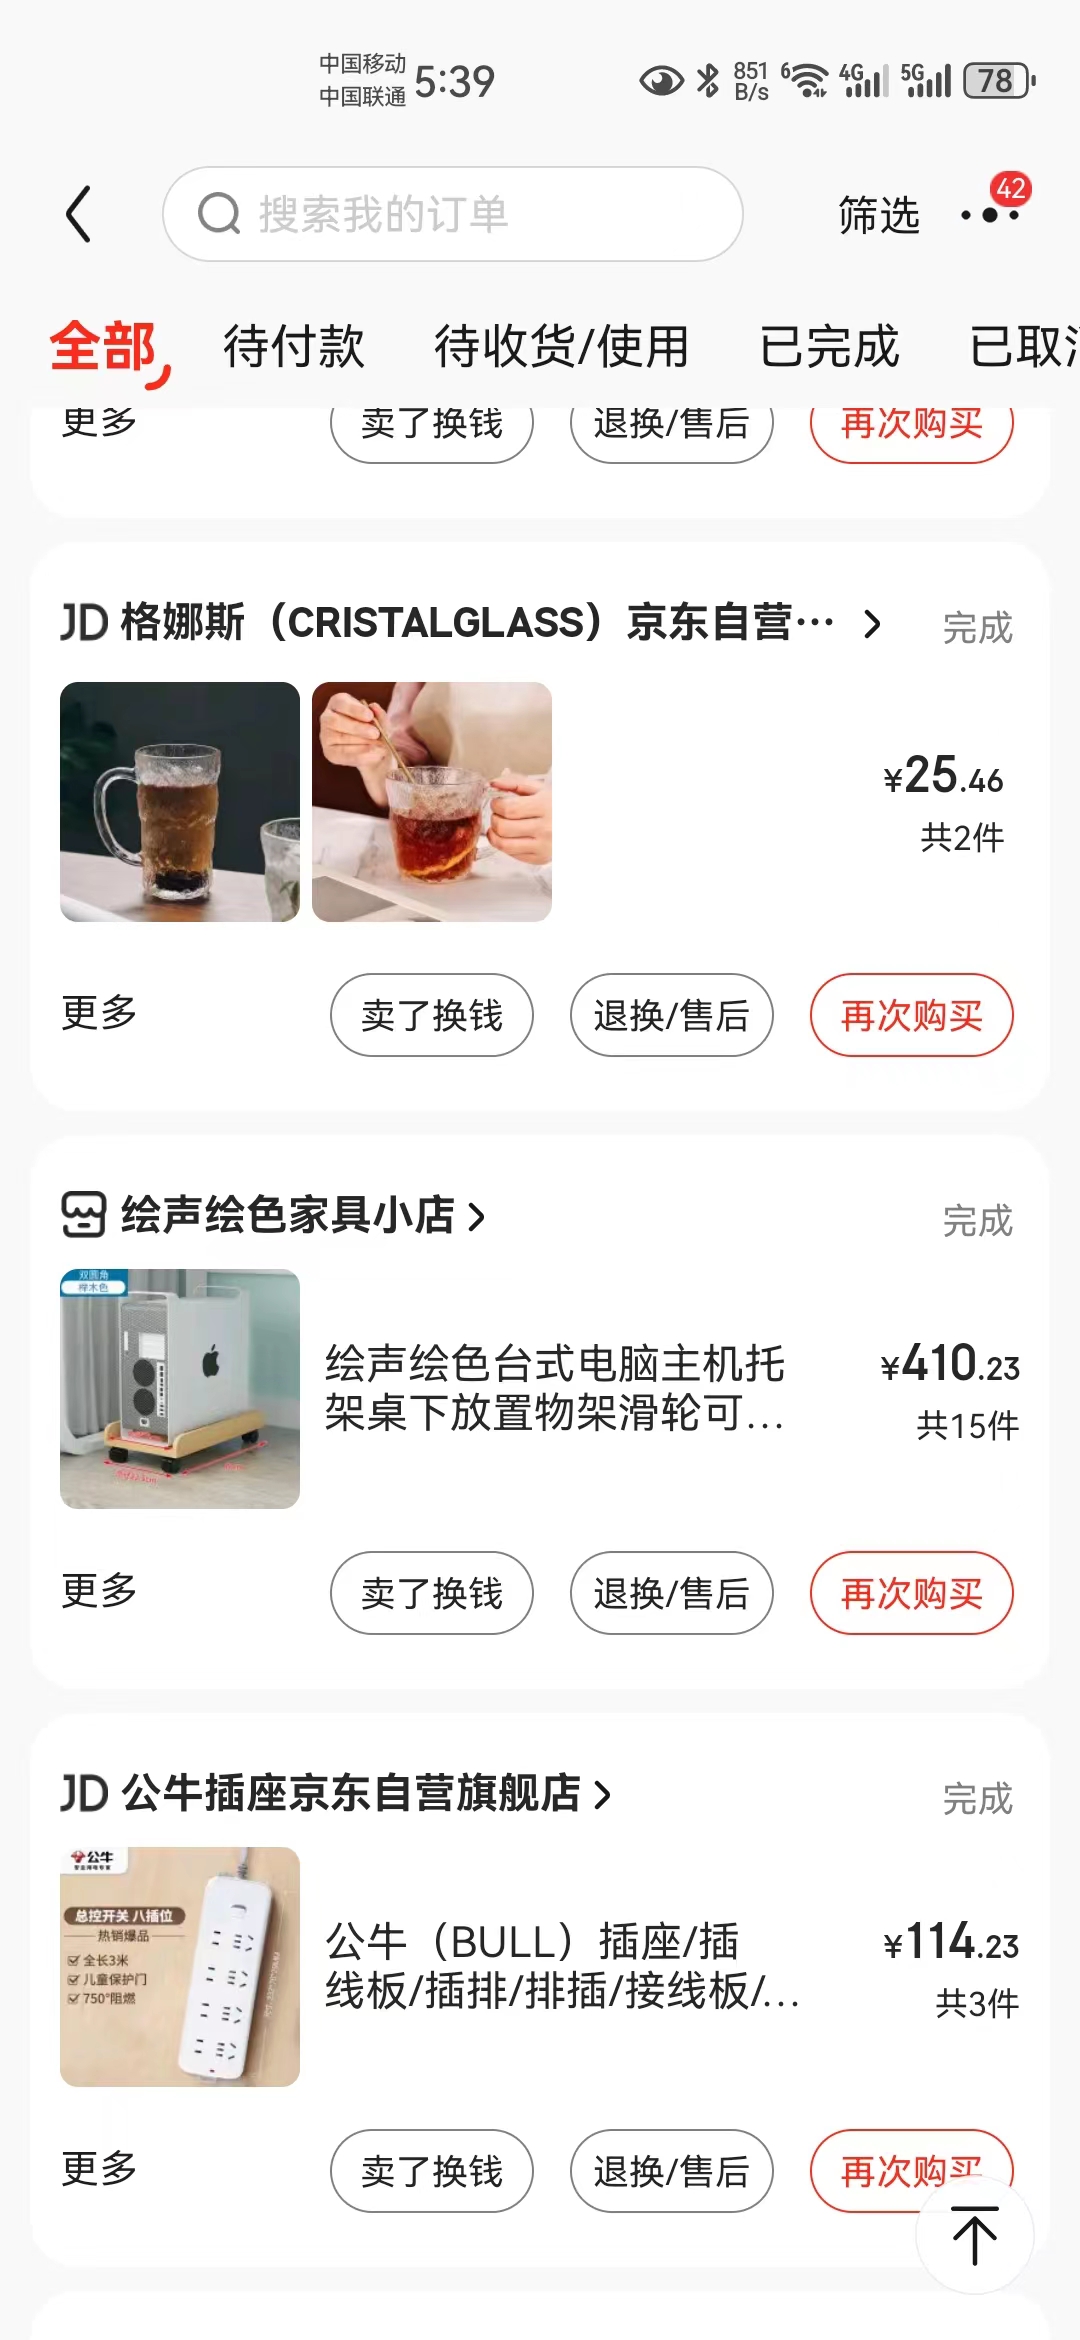 中国移动
中国联通
5:39
851
B/s
6
4G
5G
78
搜索我的订单
筛选
42
全部
待付款
待收货/使用
已完成
已取
更多
卖了换钱
退换/售后
再次购买
JD 格娜斯（CRISTALGLASS）京东自营…
完成
¥25.46
共2件
更多
卖了换钱
退换/售后
再次购买
绘声绘色家具小店
完成
双圆角
榉木色
绘声绘色台式电脑主机托
架桌下放置物架滑轮可...
¥410.23
共15件
更多
卖了换钱
退换/售后
再次购买
JD 公牛插座京东自营旗舰店
完成
公牛
总控开关 八插位
热销爆品
全长3米
儿童保护门
750°阻燃
公牛（BULL）插座/插
线板/插排/排插/接线板/...
¥114.23
共3件
更多
卖了换钱
退换/售后
再次购买